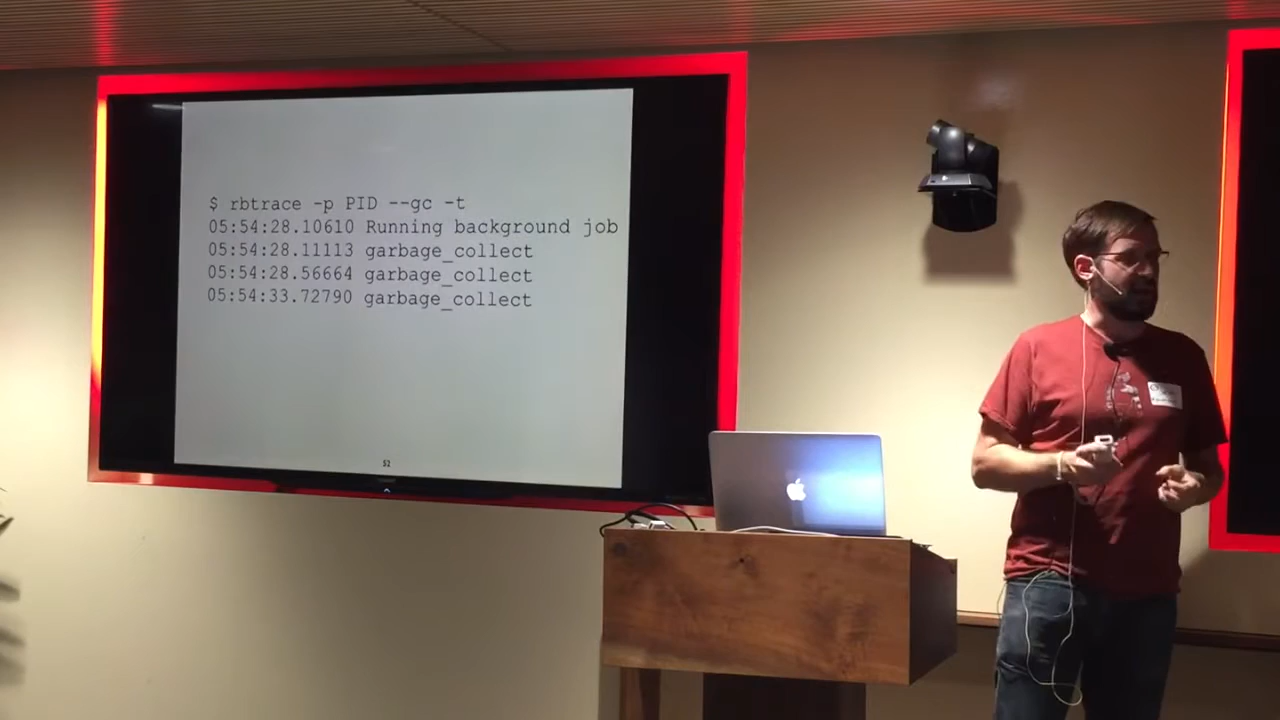 $ rbtrace -p PID --gc -t
05:54:28.10610 Running background job
05:54:28.11113 garbage_collect
05:54:28.56664 garbage_collect
05:54:33.72790 garbage_collect
52